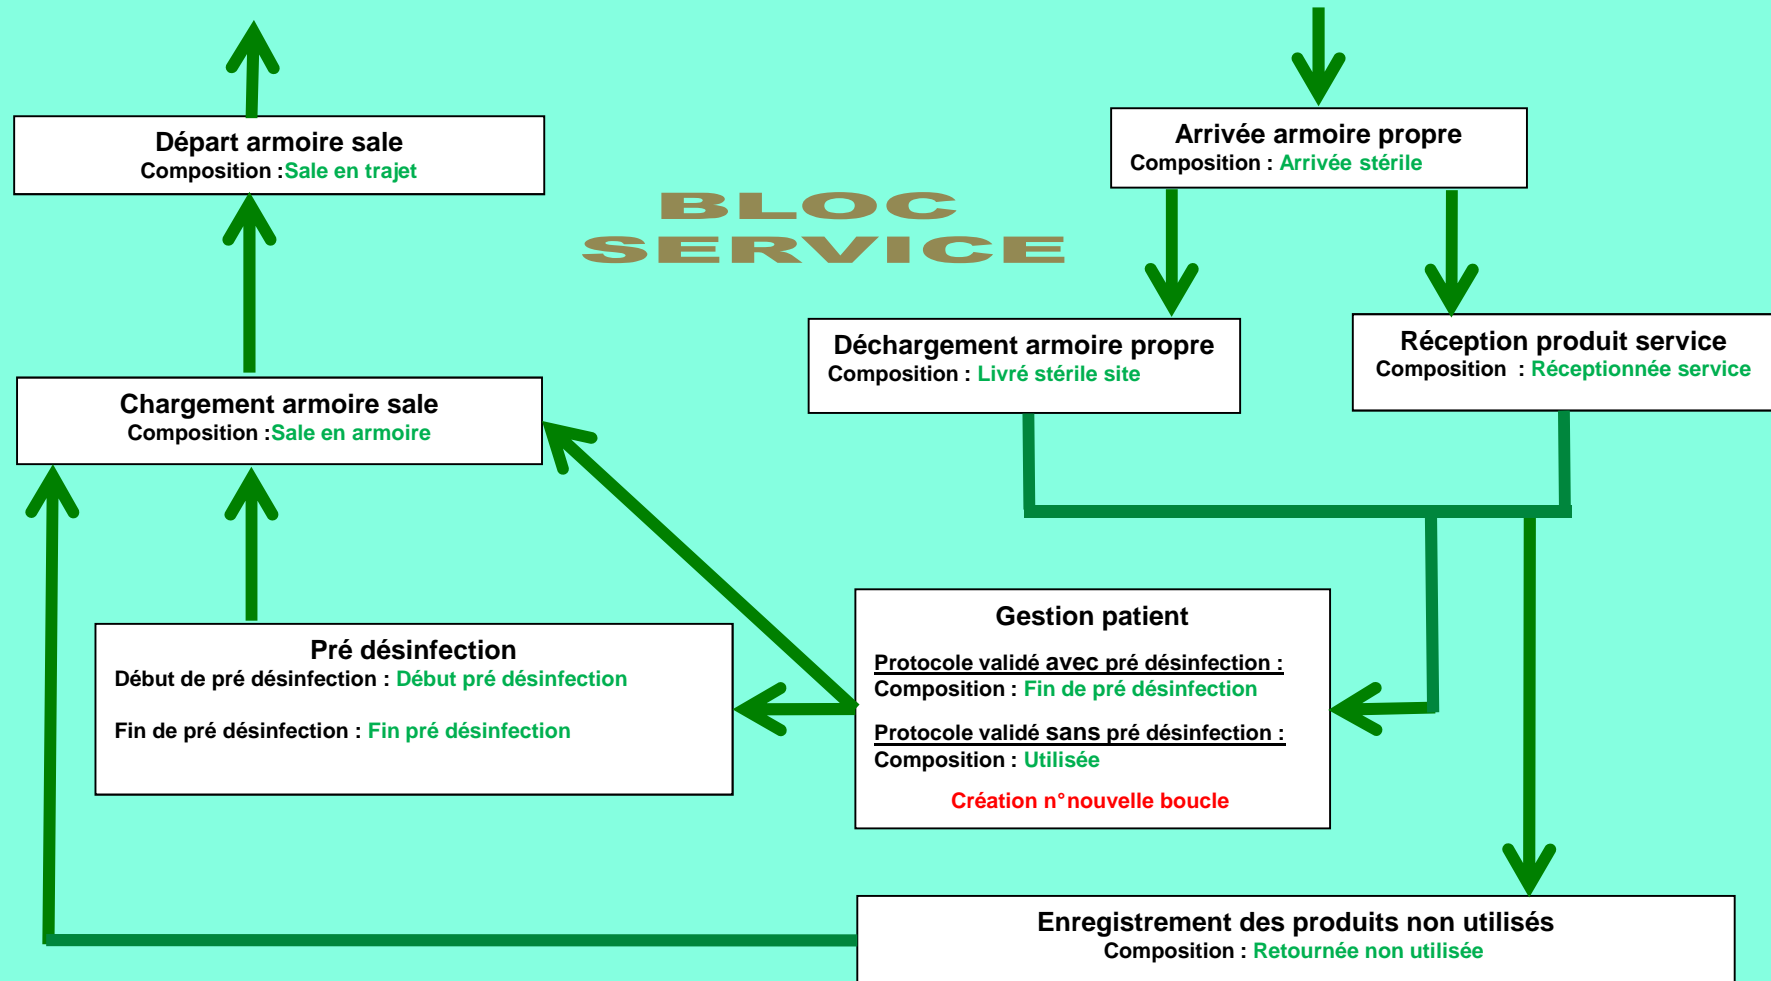 Départ armoire sale
Composition :Sale en trajet
Arrivée armoire propre
Composition : Arrivée stérile
BLOC
SERVICE
Déchargement armoire propre
Composition : Livré stérile site
Réception produit service
Composition : Réceptionnée service
Chargement armoire sale
Composition :Sale en armoire
Pré désinfection
Début de pré désinfection : Début pré désinfection
Fin de pré désinfection : Fin pré désinfection
Gestion patient
Protocole validé avec pré désinfection :
Composition : Fin de pré désinfection
Protocole validé sans pré désinfection :
Composition : Utilisée
Création n° nouvelle boucle
Enregistrement des produits non utilisés
Composition : Retournée non utilisée